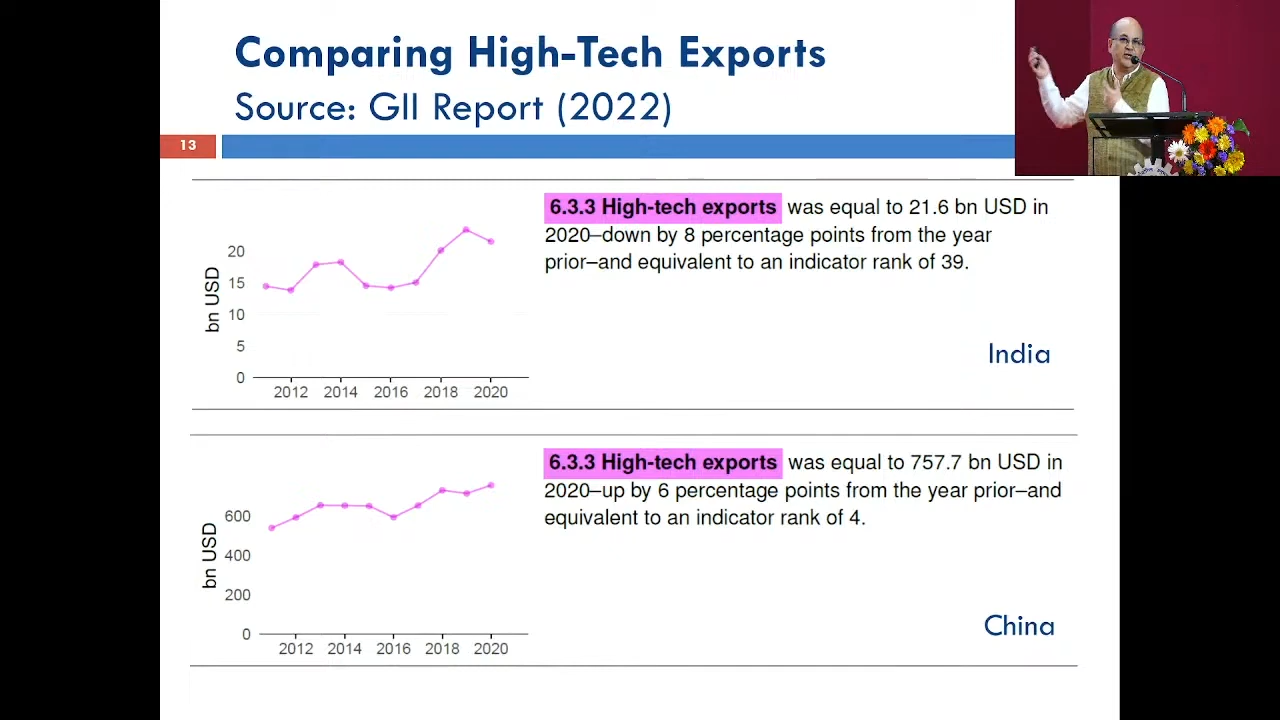 Comparing High-Tech Exports
Source: GII Report (2022)
13
6.3.3 High-tech exports was equal to 21.6 bn USD in
2020–down by 8 percentage points from the year
prior–and equivalent to an indicator rank of 39.
bn USD
20
15
10
5
0
2012 2014 2016 2018 2020
India
6.3.3 High-tech exports was equal to 757.7 bn USD in
2020–up by 6 percentage points from the year prior–and
equivalent to an indicator rank of 4.
bn USD
600
400
200
0
2012 2014 2016 2018 2020
China